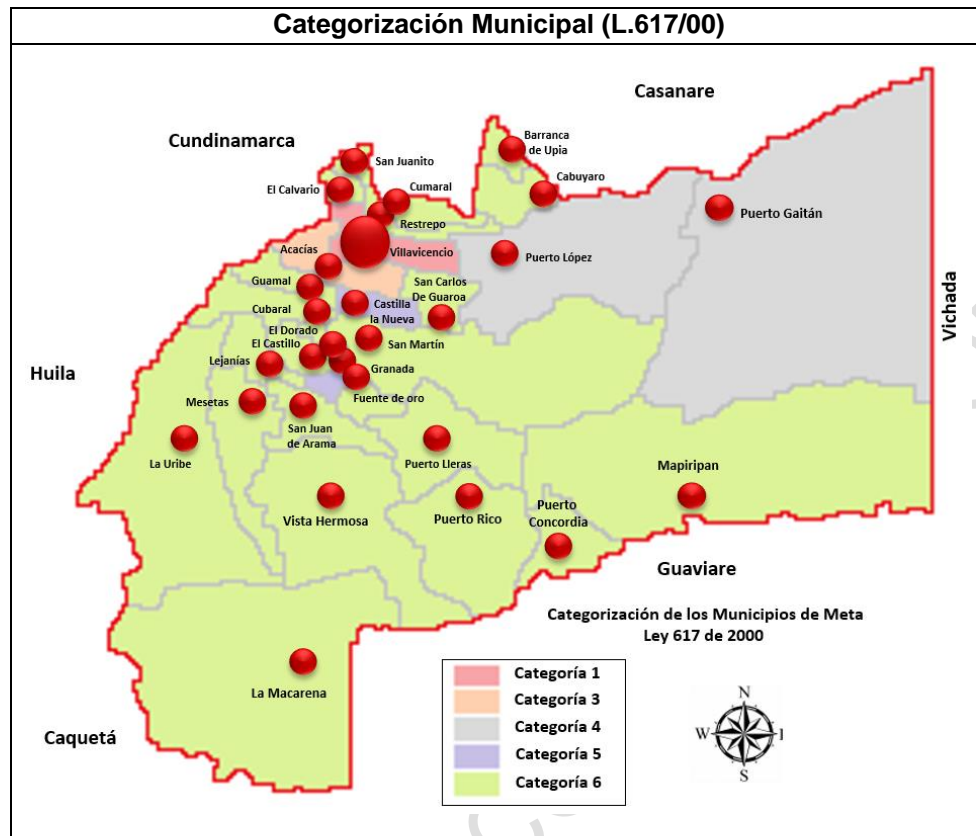 Categorización Municipal (L.617/00)
Casanare
Cundinamarca
Barranca
de Upia
San Juanito
El Calvario
Cumaral
Cabuyaro
Restrepo
Puerto Gaitán
Acacías
Villavicencio
Puerto López
Guamal
San Carlos
De Guaroa
Cubaral
Castilla
la Nueva
Vichada
El Dorado
El Castillo
San Martín
Lejanías
Granada
Huila
Mesetas
Fuente de oro
San Juan
de Arama
La Uribe
Puerto Lleras
Mapiripan
Vista Hermosa
Puerto Rico
Puerto
Concordia
Guaviare
Categorización de los Municipios de Meta
Ley 617 de 2000
La Macarena
Caquetá
Categoría 1
Categoría 3
Categoría 4
Categoría 5
Categoría 6
N
W
I
S